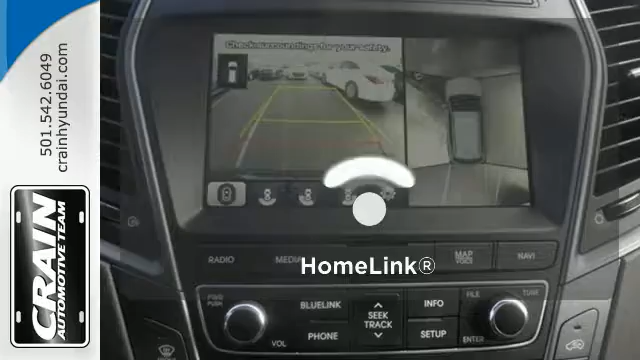 501.542.6049
crainhyundai.com
CRAIN
AUTOMOTIVE TEAM
Check surroundings for your safety.
HomeLink®
RADIO
MEDIA
MAP
VOICE
NAVI
PWR
PUSH
VOL
BLUELINK
PHONE
SEEK
TRACK
INFO
SETUP
FILE
TUNE
ENTER